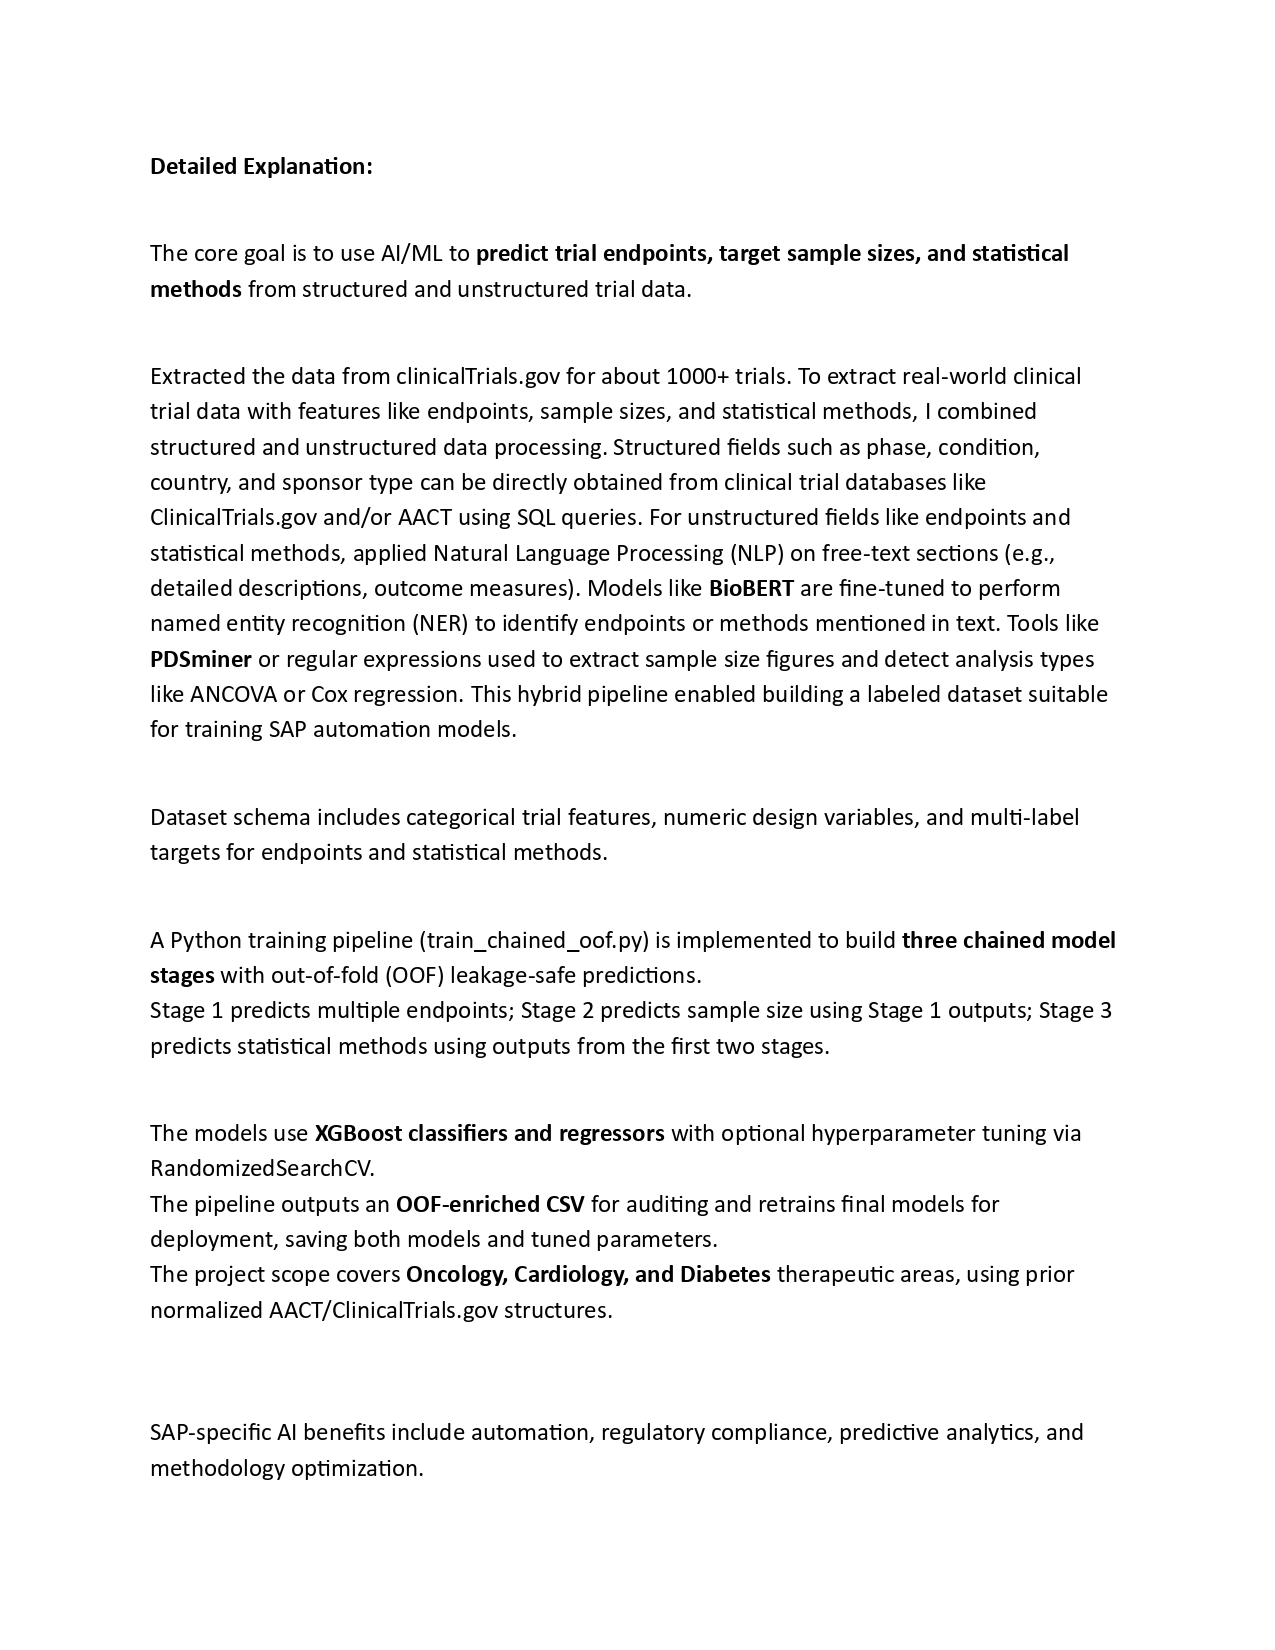 Detailed Explanation:
The core goal is to use AI/ML to predict trial endpoints, target sample sizes, and statistical
methods from structured and unstructured trial data.
Extracted the data from clinicalTrials.gov for about 1000+ trials. To extract real-world clinical
trial data with features like endpoints, sample sizes, and statistical methods, I combined
structured and unstructured data processing. Structured fields such as phase, condition,
country, and sponsor type can be directly obtained from clinical trial databases like
ClinicalTrials.gov and/or AACT using SQL queries. For unstructured fields like endpoints and
statistical methods, applied Natural Language Processing (NLP) on free-text sections (e.g.,
detailed descriptions, outcome measures). Models like BioBERT are fine-tuned to perform
named entity recognition (NER) to identify endpoints or methods mentioned in text. Tools like
PDSminer or regular expressions used to extract sample size figures and detect analysis types
like ANCOVA or Cox regression. This hybrid pipeline enabled building a labeled dataset suitable
for training SAP automation models.
Dataset schema includes categorical trial features, numeric design variables, and multi-label
targets for endpoints and statistical methods.
A Python training pipeline (train_chained_oof.py) is implemented to build three chained model
stages with out-of-fold (OOF) leakage-safe predictions.
Stage 1 predicts multiple endpoints; Stage 2 predicts sample size using Stage 1 outputs; Stage 3
predicts statistical methods using outputs from the first two stages.
The models use XGBoost classifiers and regressors with optional hyperparameter tuning via
RandomizedSearchCV.
The pipeline outputs an OOF-enriched CSV for auditing and retrains final models for
deployment, saving both models and tuned parameters.
The project scope covers Oncology, Cardiology, and Diabetes therapeutic areas, using prior
normalized AACT/ClinicalTrials.gov structures.
SAP-specific AI benefits include automation, regulatory compliance, predictive analytics, and
methodology optimization.